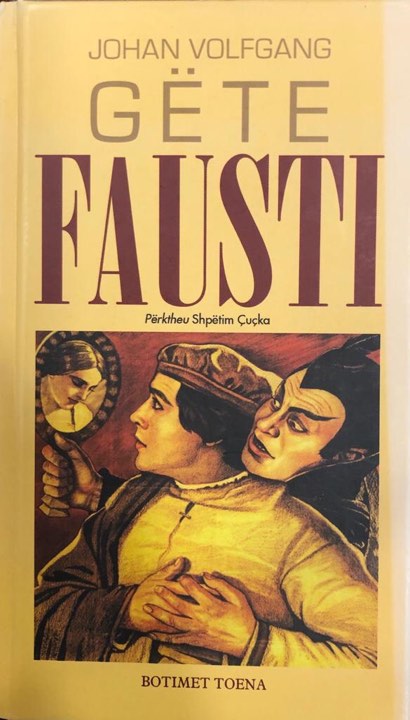 JOHAN VOLFGANG
GËTE
FAUSTI
Përktheu Shpëtim Çuçka
BOTIMET TOENA